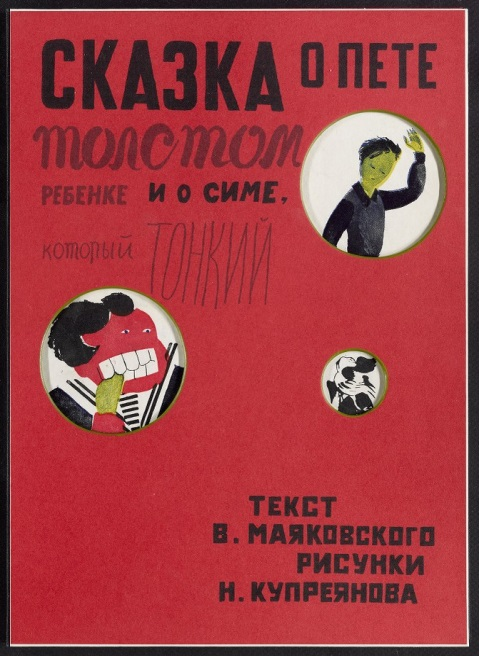 СКАЗКА О ПЕТЕ
толстом
РЕБЕНКЕ И О СИМЕ,
который ТОНКИЙ
ТЕКСТ
В. МАЯКОВСКОГО
РИСУНКИ
Н. КУПРЕЯНОВА